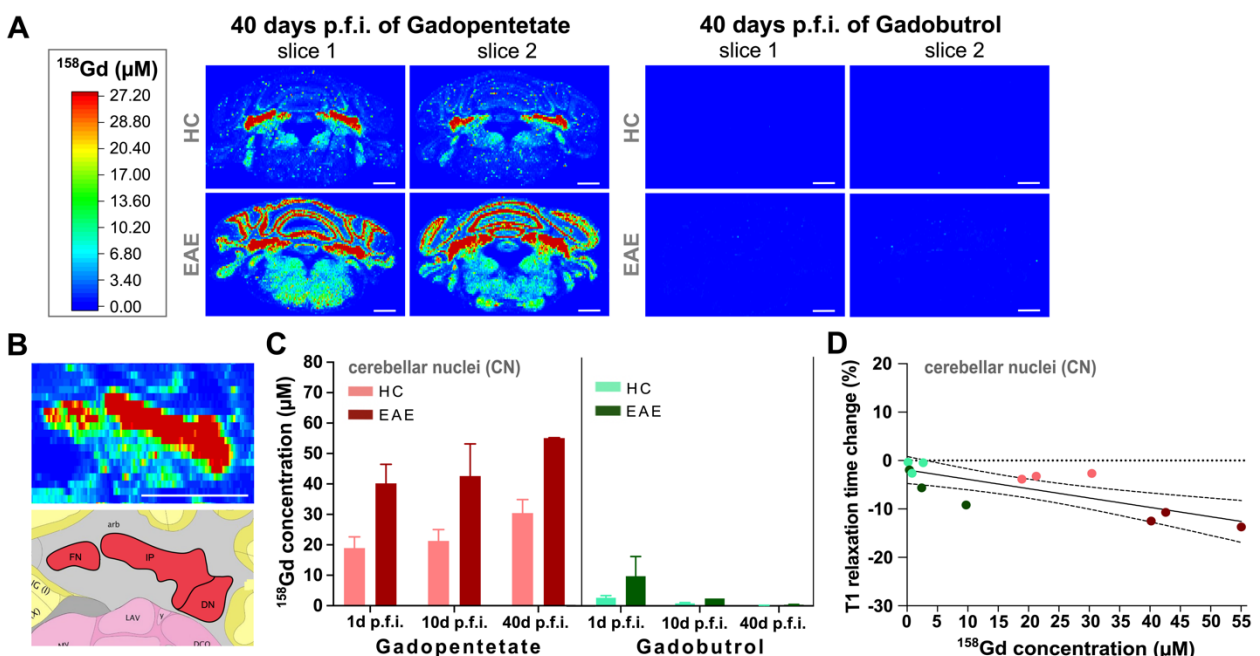 A
40 days p.f.i. of Gadopentetate
40 days p.f.i. of Gadobutrol
slice 1
slice 2
slice 1
slice 2
158Gd (µM)
27.20
28.80
20.40
17.00
13.60
10.20
6.80
3.40
0.00
HC
EAE
HC
EAE
B
arb
FN
IP
DN
LAV
y
C
cerebellar nuclei (CN)
158Gd concentration (µM)
80
70
60
50
40
30
20
10
0
HC
EAE
HC
EAE
1d p.f.i.
10d p.f.i.
40d p.f.i.
1d p.f.i.
10d p.f.i.
40d p.f.i.
Gadopentetate
Gadobutrol
D
cerebellar nuclei (CN)
T1 relaxation time change (%)
20
10
0
-10
-20
-30
0
5
10
15
20
25
30
35
40
45
50
55
158Gd concentration (µM)